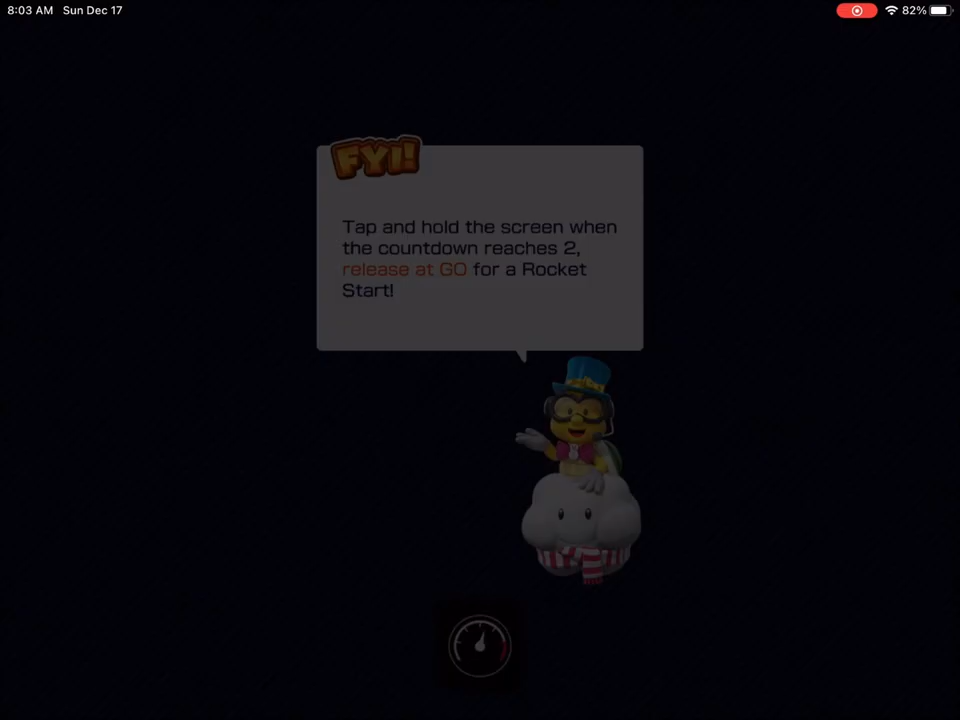 8:03 AM Sun Dec 17 82%
FYI!
Tap and hold the screen when
the countdown reaches 2,
release at GO for a Rocket
Start!